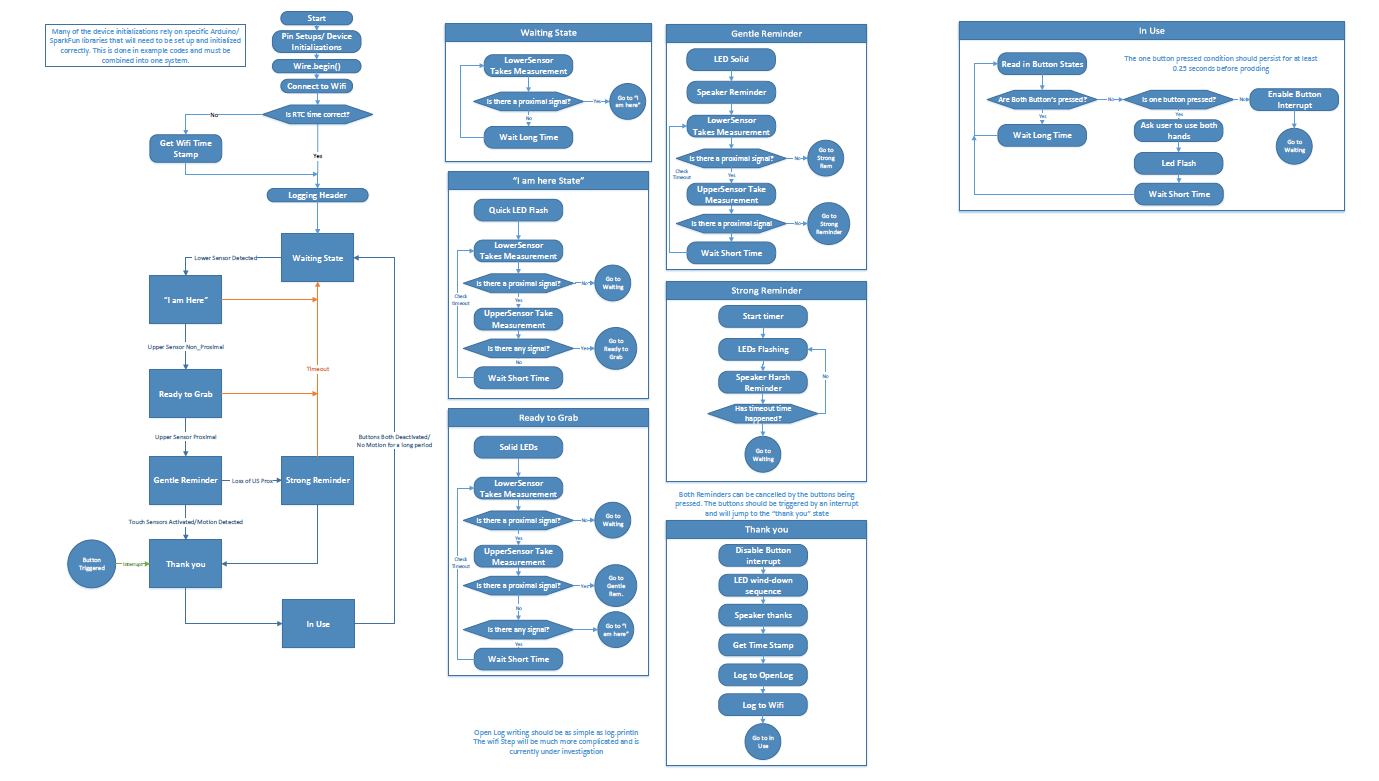 Many of the device initializations rely on specific Arduino/
SparkFun libraries that will need to be set up and initialized
correctly. This is done in example codes and must be
combined into one system.
Start
Pin Setups/ Device
Initializations
Wire.begin()
Connect to Wifi
Is RTC time correct?
No
Get Wifi Time
Stamp
Yes
Logging Header
Waiting State
Lower Sensor Detected
"I am Here"
Upper Sensor Non_Proximal
Timeout
Ready to Grab
Upper Sensor Proximal
Buttons Both Deactivated/
No Motion for a long period
Gentle Reminder
Loss of US Prox
Strong Reminder
Touch Sensors Activated/Motion Detected
Button
Triggered
Interrupt
Thank you
In Use
Waiting State
LowerSensor
Takes Measurement
Is there a proximal signal?
Yes
Go to "I
am here"
No
Wait Long Time
"I am here State"
Quick LED Flash
LowerSensor
Takes Measurement
Is there a proximal signal?
No
Go to
Waiting
Check
timeout
Yes
UpperSensor Take
Measurement
Is there any signal?
Yes
Go to
Ready to
Grab
No
Wait Short Time
Ready to Grab
Solid LEDs
LowerSensor
Takes Measurement
Is there a proximal signal?
No
Go to
Waiting
Yes
Check
Timeout
UpperSensor Take
Measurement
Is there a proximal signal?
Yes
Go to
Gentle
Rem.
No
Is there any signal?
Go to "I
am here"
Yes
Wait Short Time
Open Log writing should be as simple as log.println
The wifi Step will be much more complicated and is
currently under investigation
Gentle Reminder
LED Solid
Speaker Reminder
LowerSensor
Takes Measurement
Is there a proximal signal?
No
Go to
Strong
Rem
Check
Timeout
Yes
UpperSensor Take
Measurement
Is there a proximal signal
No
Go to
Strong
Reminder
Wait Short Time
Strong Reminder
Start timer
LEDs Flashing
No
Speaker Harsh
Reminder
Has timeout time
happened?
Go to
Waiting
Both Reminders can be cancelled by the buttons being
pressed. The buttons should be triggered by an interrupt
and will jump to the "thank you" state
Thank you
Disable Button
interrupt
LED wind-down
sequence
Speaker thanks
Get Time Stamp
Log to OpenLog
Log to Wifi
Go to In
Use
In Use
Read in Button States
The one button pressed condition should persist for at least
0.25 seconds before prodding
Are Both Button's pressed?
No
Is one button pressed?
No
Enable Button
Interrupt
Yes
Wait Long Time
Yes
Ask user to use both
hands
Go to
Waiting
Led Flash
Wait Short Time